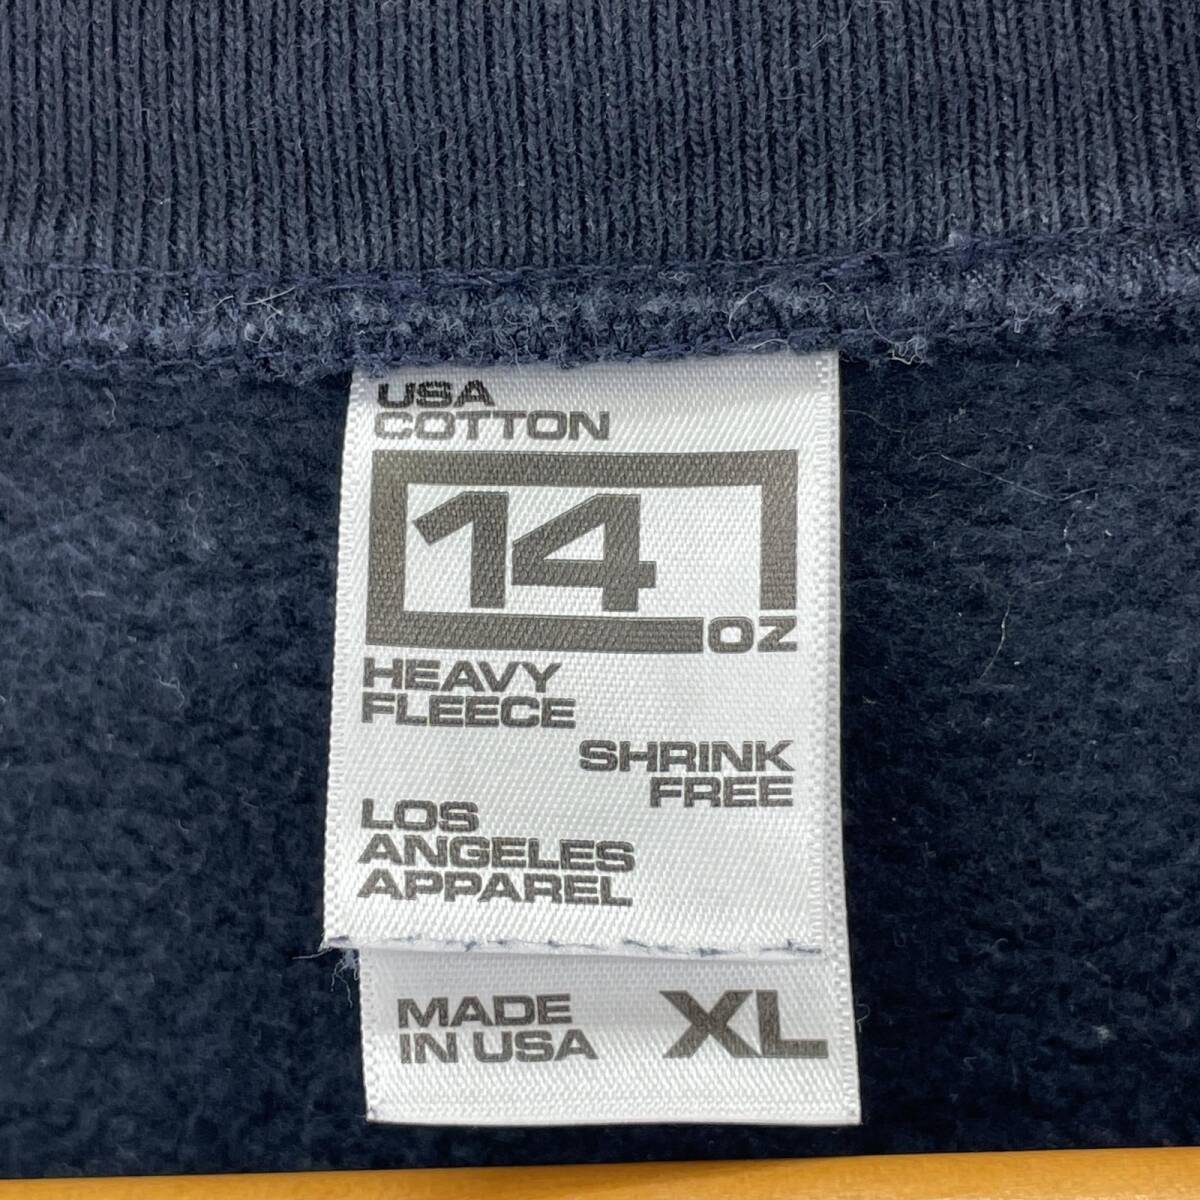 USA
COTTON
14
OZ
HEAVY
FLEECE
SHRINK
FREE
LOS
ANGELES
APPAREL
MADE
IN USA
XL